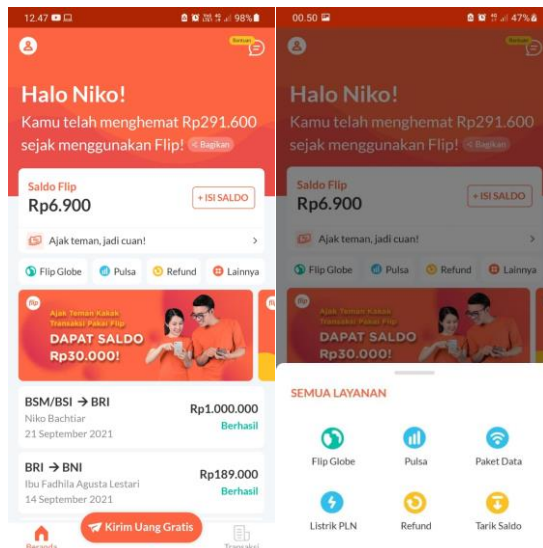 12.47
98%
Bantuan
Halo Niko!
Kamu telah menghemat Rp291.600
sejak menggunakan Flip! Bagikan
Saldo Flip
Rp6.900
+ ISI SALDO
Ajak teman, jadi cuan!
Flip Globe Pulsa Refund Lainnya
flip
Ajak Teman Kakak
Transaksi Pakai Flip
DAPAT SALDO
Rp30.000!
BSM/BSI → BRI
Rp1.000.000
Niko Bachtiar
Berhasil
21 September 2021
BRI → BNI
Rp189.000
Ibu Fadhila Agusta Lestari
Berhasil
14 September 2021
Kirim Uang Gratis
Beranda
Transaksi
00.50
47%
Bantuan
Halo Niko!
Kamu telah menghemat Rp291.600
sejak menggunakan Flip! Bagikan
Saldo Flip
Rp6.900
+ ISI SALDO
Ajak teman, jadi cuan!
Flip Globe Pulsa Refund Lainnya
flip
Ajak Teman Kakak
Transaksi Pakai Flip
DAPAT SALDO
Rp30.000!
SEMUA LAYANAN
Flip Globe Pulsa Paket Data
Listrik PLN Refund Tarik Saldo